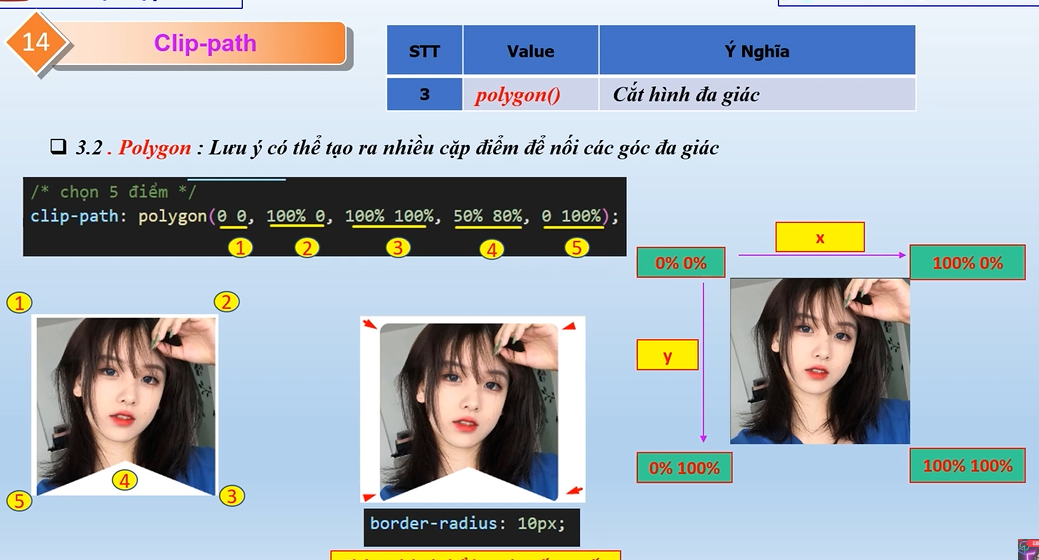 14
Clip-path
STT Value Ý Nghĩa
3 polygon() Cắt hình đa giác
3.2 . Polygon : Lưu ý có thể tạo ra nhiều cặp điểm để nối các góc đa giác
/* chọn 5 điểm */
clip-path: polygon(0 0, 100% 0, 100% 100%, 50% 80%, 0 100%);
1 2 3 4 5
x
0% 0% 100% 0%
1 2
y
4
0% 100% 100% 100%
5 3
border-radius: 10px;